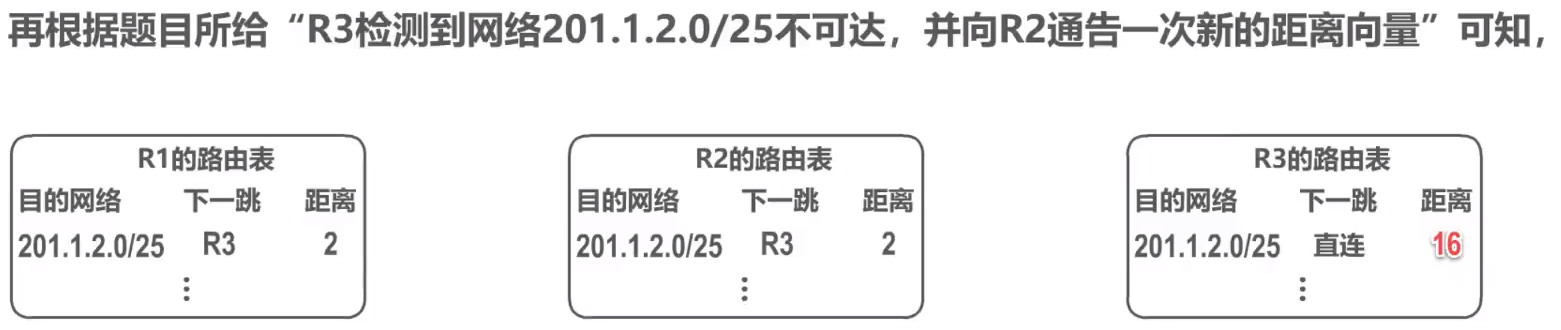 再根据题目所给“R3检测到网络201.1.2.0/25不可达，并向R2通告一次新的距离向量”可知，
R1的路由表
目的网络 下一跳 距离
201.1.2.0/25 R3 2
⋮
R2的路由表
目的网络 下一跳 距离
201.1.2.0/25 R3 2
⋮
R3的路由表
目的网络 下一跳 距离
201.1.2.0/25 直连 16
⋮